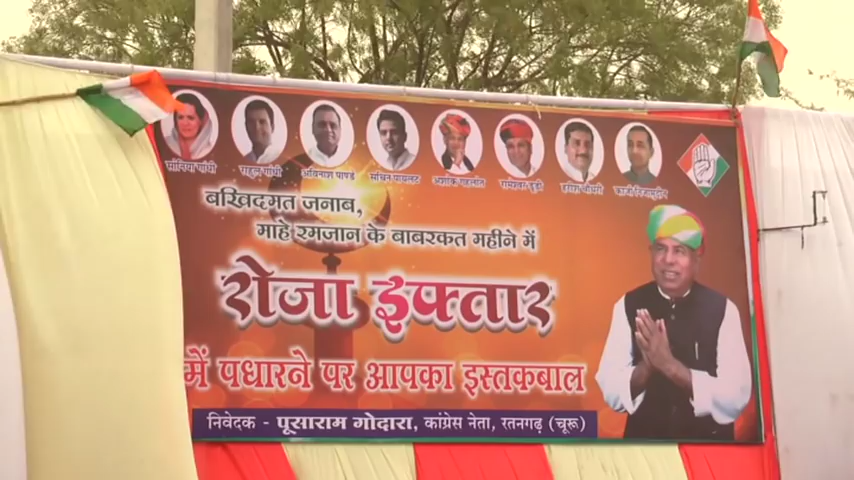 सोनिया गांधी राहुल गांधी अविनाश पाण्डे सचिन पायलट अशोक गहलोत रामेश्वर डूडी हरीश चौधरी काजी निजामुद्दीन
बखिदमत जनाब,
माहे रमजान के बाबरकत महीने में
रोजा इफ्तार
में पधारने पर आपका इस्तकबाल
निवेदक - पूसाराम गोदारा, कांग्रेस नेता, रतनगढ़ (चूरू)